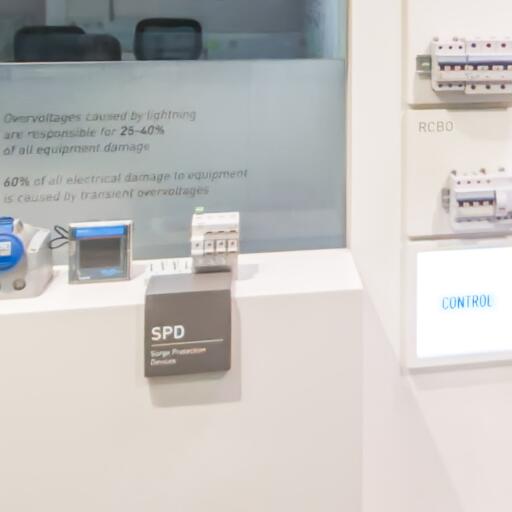 Overvoltages caused by lightning
are responsible for 25-40%
of all equipment damage
60% of all electrical damage to equipment
is caused by transient overvoltages
RCBO
CONTROL
SPD
Surge Protection
Devices